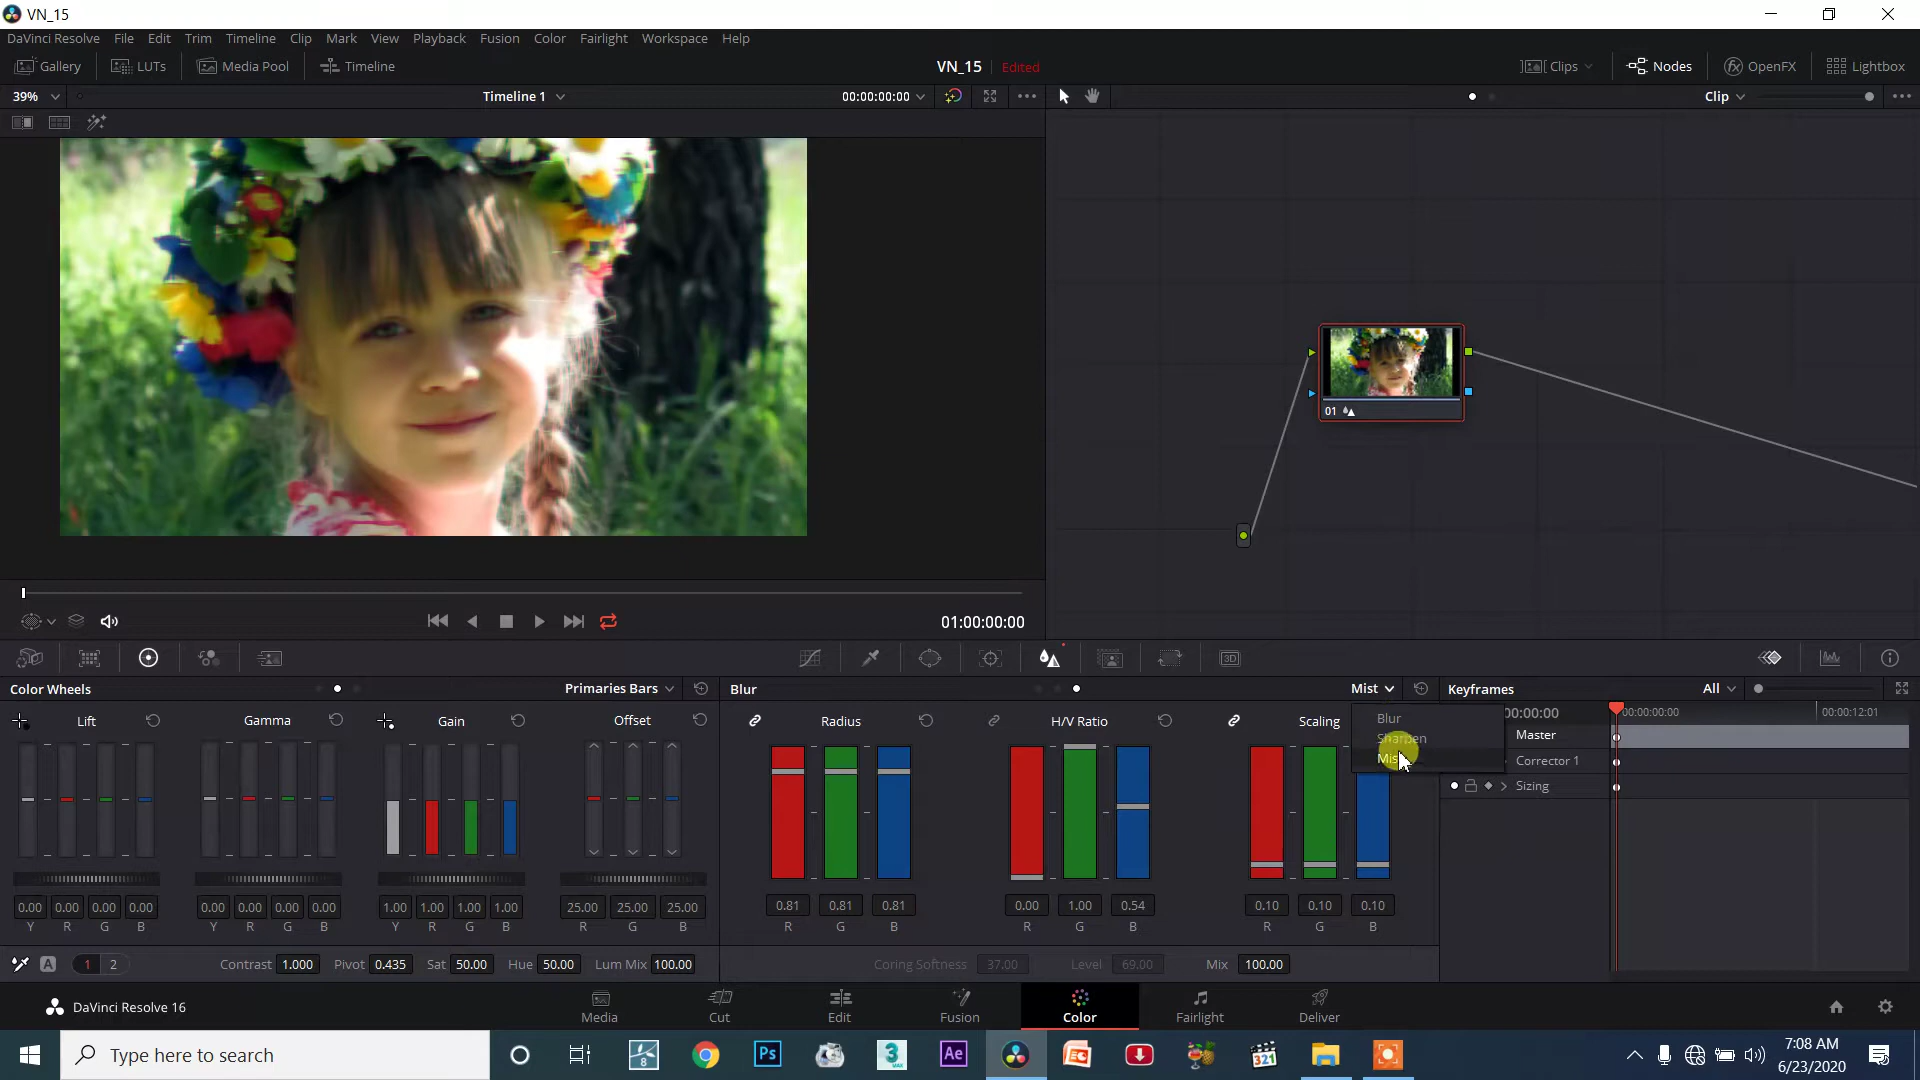 VN_15
DaVinci Resolve File Edit Trim Timeline Clip Mark View Playback Fusion Color Fairlight Workspace Help
Gallery LUTs Media Pool Timeline VN_15 Edited Clips Nodes fx OpenFX Lightbox
39% Timeline 1 00:00:00:00 Clip
01
01:00:00:00
3D
Color Wheels Primaries Bars Blur Mist Keyframes All
Lift Gamma Gain Offset Radius H/V Ratio Scaling
Blur
Sharpen
00:00:00:00 00:00:12:01
Master
Corrector 1
Sizing
0.00 0.00 0.00 0.00 0.00 0.00 0.00 0.00 1.00 1.00 1.00 1.00 25.00 25.00 25.00 0.81 0.81 0.81 0.00 1.00 0.54 0.10 0.10 0.10
Y R G B Y R G B Y R G B R G B R G B R G B R G B
A 1 2 Contrast 1.000 Pivot 0.435 Sat 50.00 Hue 50.00 Lum Mix 100.00 Coring Softness 37.00 Level 69.00 Mix 100.00
DaVinci Resolve 16 Media Cut Edit Fusion Color Fairlight Deliver
Type here to search 8 Ps 3 MAX Ae 321 7:08 AM
6/23/2020